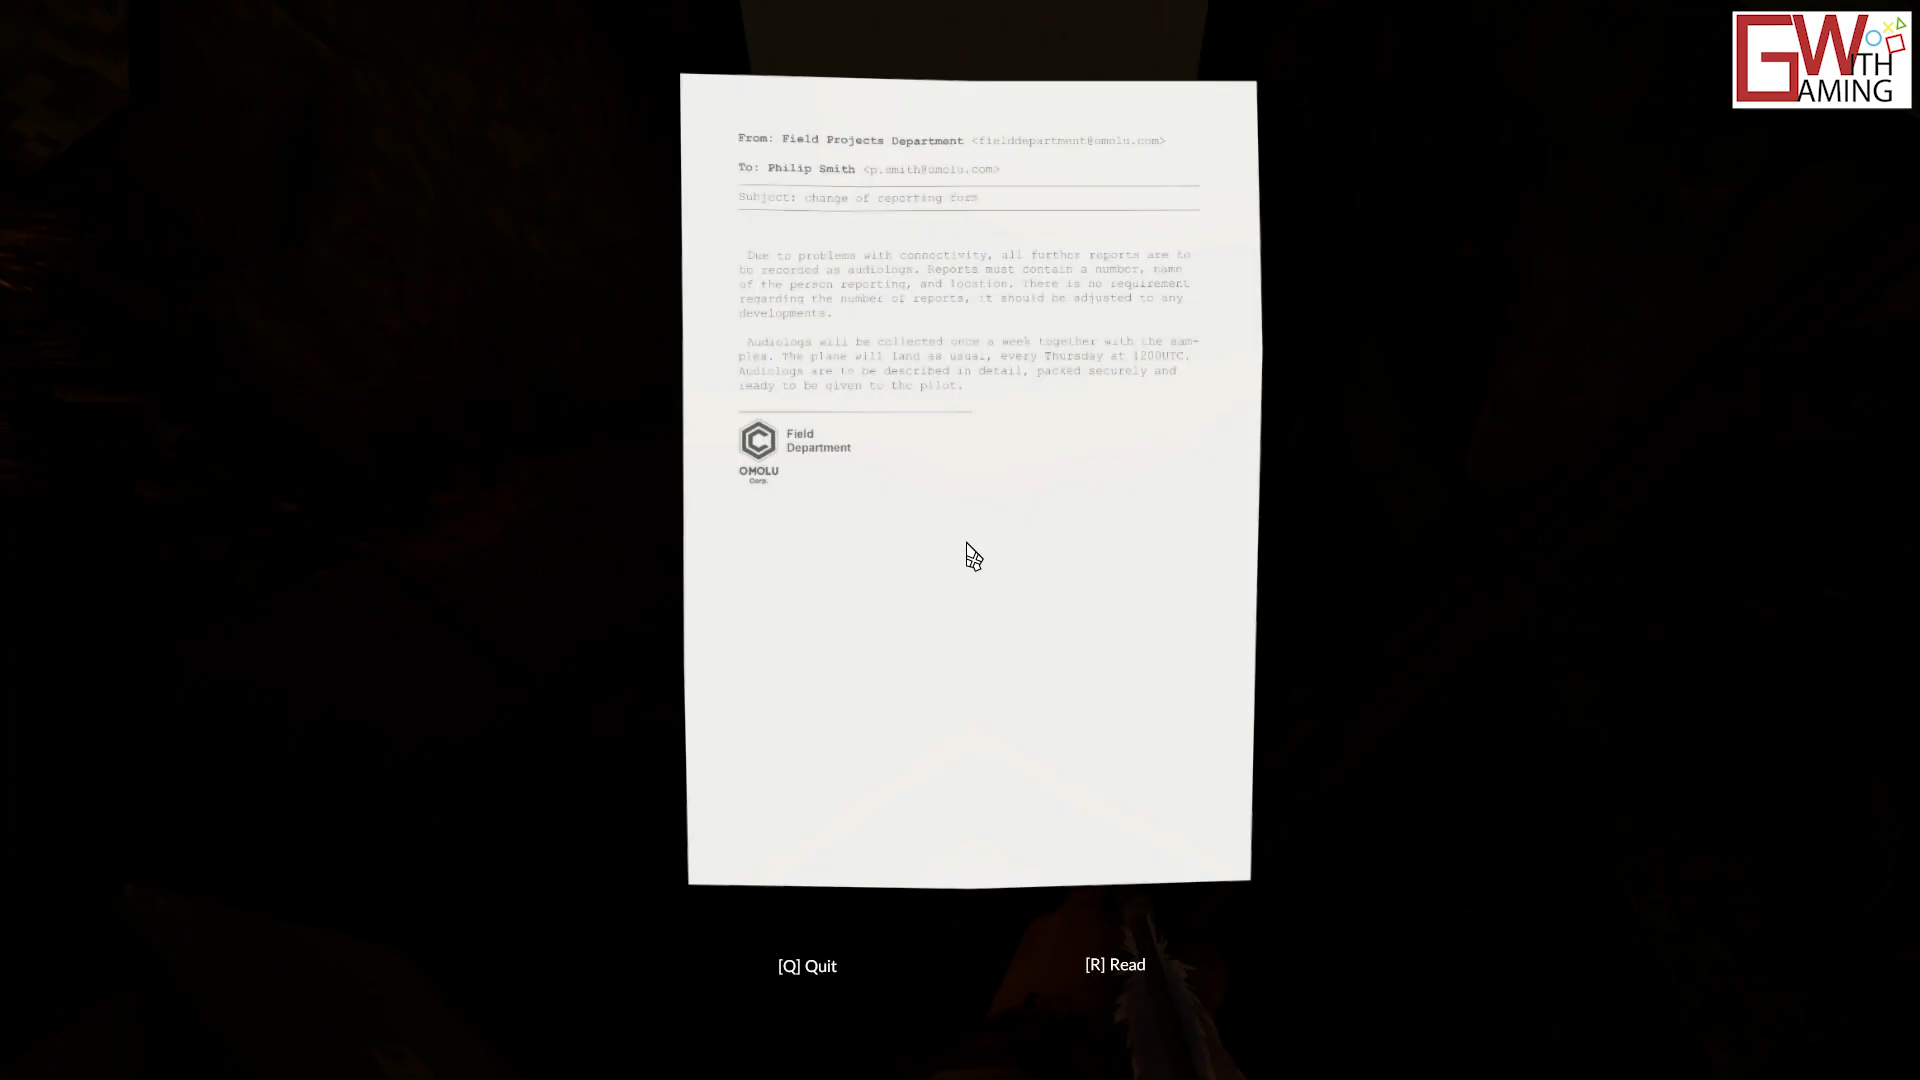 GWITH
GAMING
From: Field Projects Department <fielddepartment@omolu.com>
To: Philip Smith <p.smith@omolu.com>
Subject: change of reporting form
Due to problems with connectivity, all further reports are to
be recorded as audiologs. Reports must contain a number, name
of the person reporting, and location. There is no requirement
regarding the number of reports, it should be adjusted to any
developments.
Audiologs will be collected once a week together with the sam-
ples. The plane will land as usual, every Thursday at 1200UTC.
Audiologs are to be described in detail, packed securely and
ready to be given to the pilot.
Field
Department
OMOLU
Corp.
[Q] Quit
[R] Read